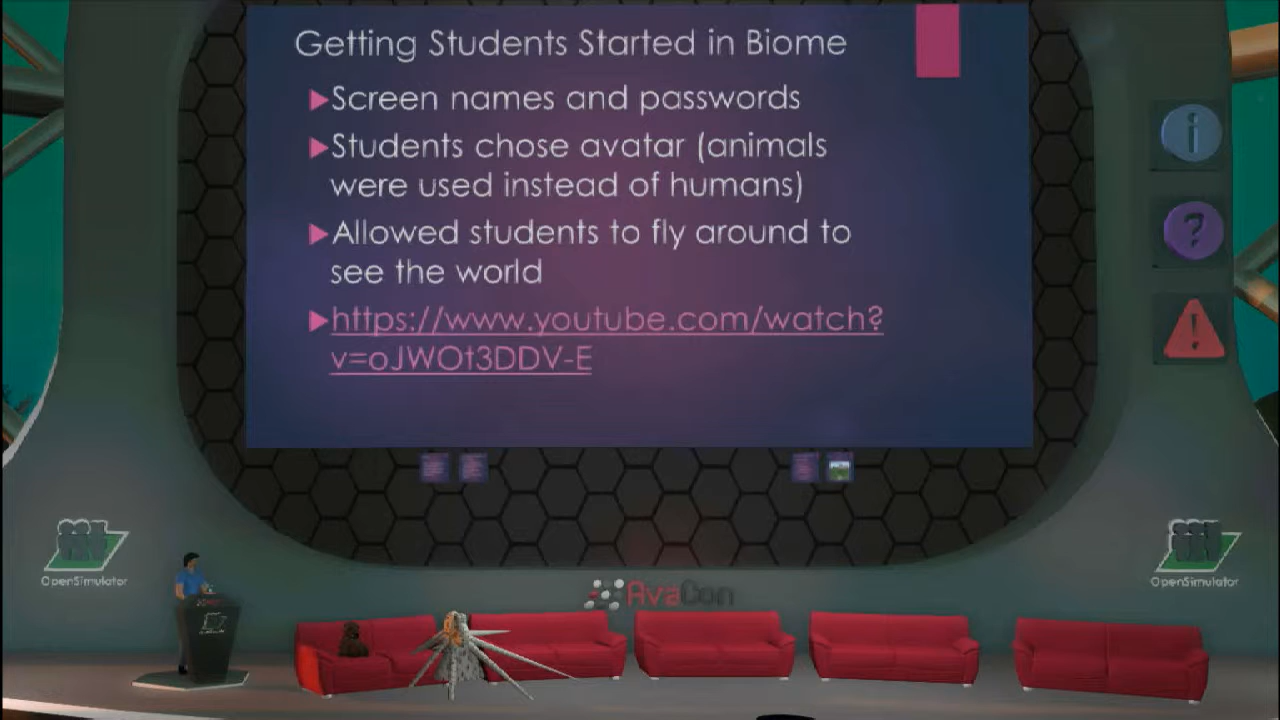 Getting Students Started in Biome
Screen names and passwords
Students chose avatar (animals
were used instead of humans)
Allowed students to fly around to
see the world
https://www.youtube.com/watch?
v=oJWOt3DDV-E
OpenSimulator
OpenSimulator
AvaCon